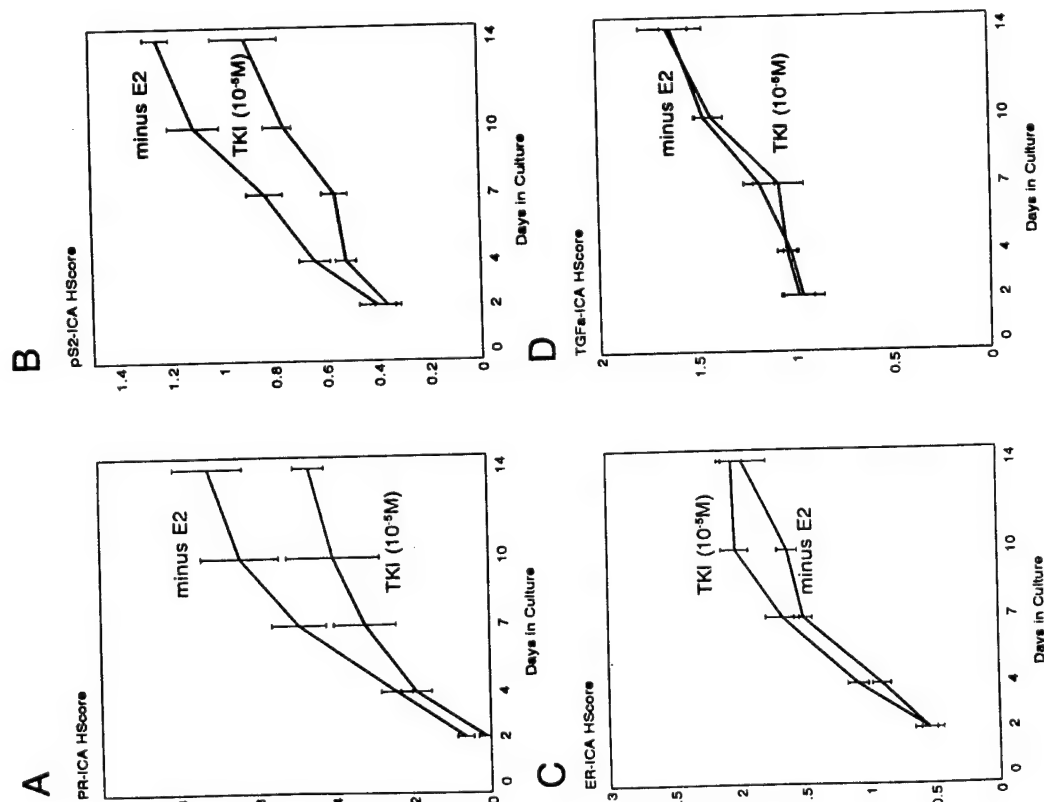 A
PR-ICA HScore
minus E2
TKI (10⁻⁵M)
0 2 4 7 10 14
Days in Culture
B
pS2-ICA HScore
1.4
1.2
1
0.8
0.6
0.4
0.2
0
minus E2
TKI (10⁻⁵M)
0 2 4 7 10 14
Days in Culture
C
ER-ICA HScore
3
2
1
0
minus E2
TKI (10⁻⁵M)
0 2 4 7 10 14
Days in Culture
D
TGFa-ICA HScore
2
1.5
1
0.5
0
minus E2
TKI (10⁻⁵M)
0 2 4 7 10 14
Days in Culture